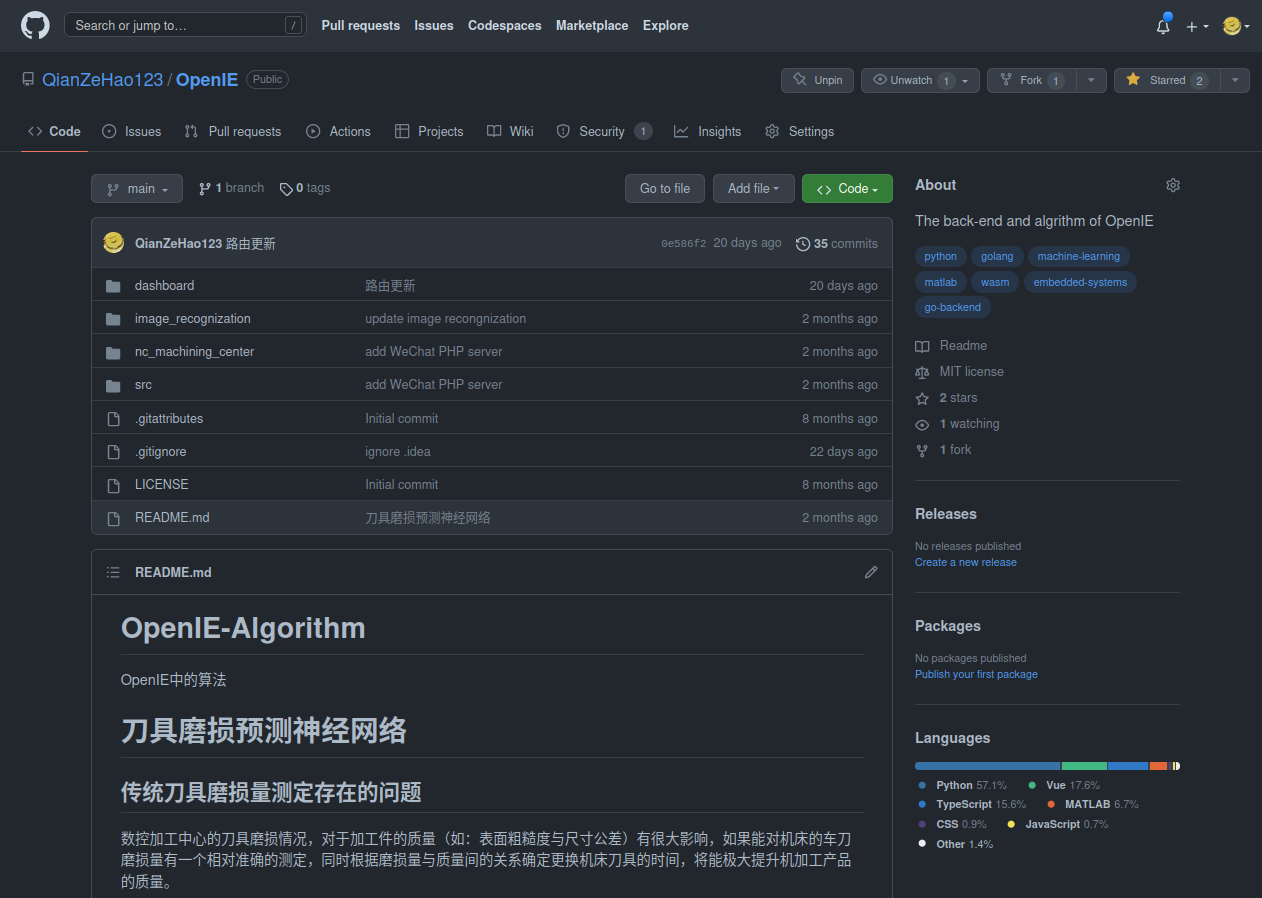 Search or jump to… / Pull requests Issues Codespaces Marketplace Explore
QianZeHao123 / OpenIE Public Unpin Unwatch 1 Fork 1 Starred 2
Code Issues Pull requests Actions Projects Wiki Security 1 Insights Settings
main 1 branch 0 tags Go to file Add file Code
QianZeHao123 路由更新 0e586f2 20 days ago 35 commits
dashboard 路由更新 20 days ago
image_recognization update image recongnization 2 months ago
nc_machining_center add WeChat PHP server 2 months ago
src add WeChat PHP server 2 months ago
.gitattributes Initial commit 8 months ago
.gitignore ignore .idea 22 days ago
LICENSE Initial commit 8 months ago
README.md 刀具磨损预测神经网络 2 months ago
README.md
OpenIE-Algorithm
OpenIE中的算法
刀具磨损预测神经网络
传统刀具磨损量测定存在的问题
数控加工中心的刀具磨损情况，对于加工件的质量（如：表面粗糙度与尺寸公差）有很大影响，如果能对机床的车刀
磨损量有一个相对准确的测定，同时根据磨损量与质量间的关系确定更换机床刀具的时间，将能极大提升机加工产品
的质量。
About
The back-end and algrithm of OpenIE
python golang machine-learning
matlab wasm embedded-systems
go-backend
Readme
MIT license
2 stars
1 watching
1 fork
Releases
No releases published
Create a new release
Packages
No packages published
Publish your first package
Languages
Python 57.1% Vue 17.6%
TypeScript 15.6% MATLAB 6.7%
CSS 0.9% JavaScript 0.7%
Other 1.4%